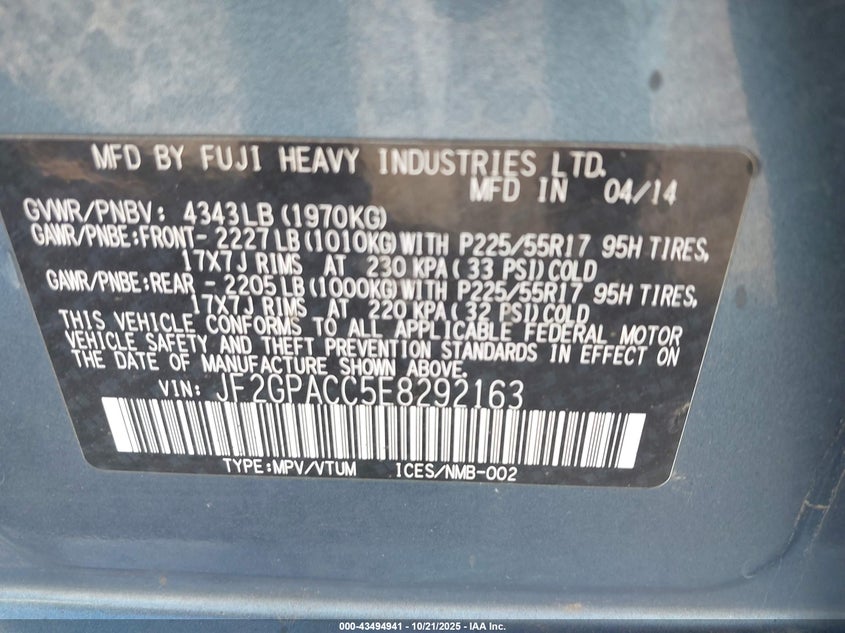 MFD BY FUJI HEAVY INDUSTRIES LTD.
MFD IN 04/14
GVWR/PNBV: 4343LB (1970KG)
GAWR/PNBE:FRONT- 2227LB (1010KG) WITH P225/55R17 95H TIRES,
17X7J RIMS AT 230 KPA (33 PSI) COLD
GAWR/PNBE:REAR - 2205LB (1000KG) WITH P225/55R17 95H TIRES,
17X7J RIMS AT 220 KPA (32 PSI) COLD
THIS VEHICLE CONFORMS TO ALL APPLICABLE FEDERAL MOTOR
VEHICLE SAFETY AND THEFT PREVENTION STANDARDS IN EFFECT ON
THE DATE OF MANUFACTURE SHOWN ABOVE.
VIN: JF2GPACC5E8292163
TYPE:MPV/VTUM ICES/NMB-002
000-43494941 - 10/21/2025 - IAA Inc.